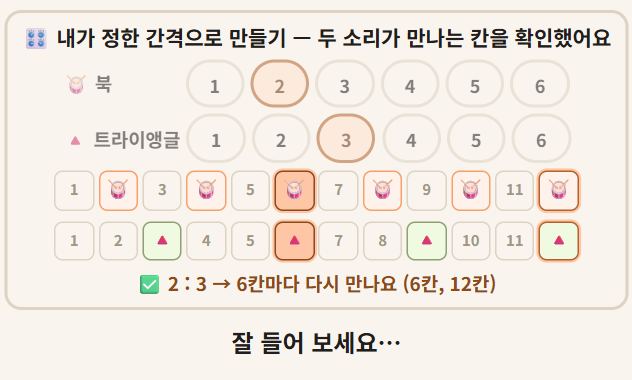 내가 정한 간격으로 만들기 — 두 소리가 만나는 칸을 확인했어요
북 1 2 3 4 5 6
트라이앵글 1 2 3 4 5 6
1 3 5 7 9 11
1 2 4 5 7 8 10 11
2 : 3 → 6칸마다 다시 만나요 (6칸, 12칸)
잘 들어 보세요…